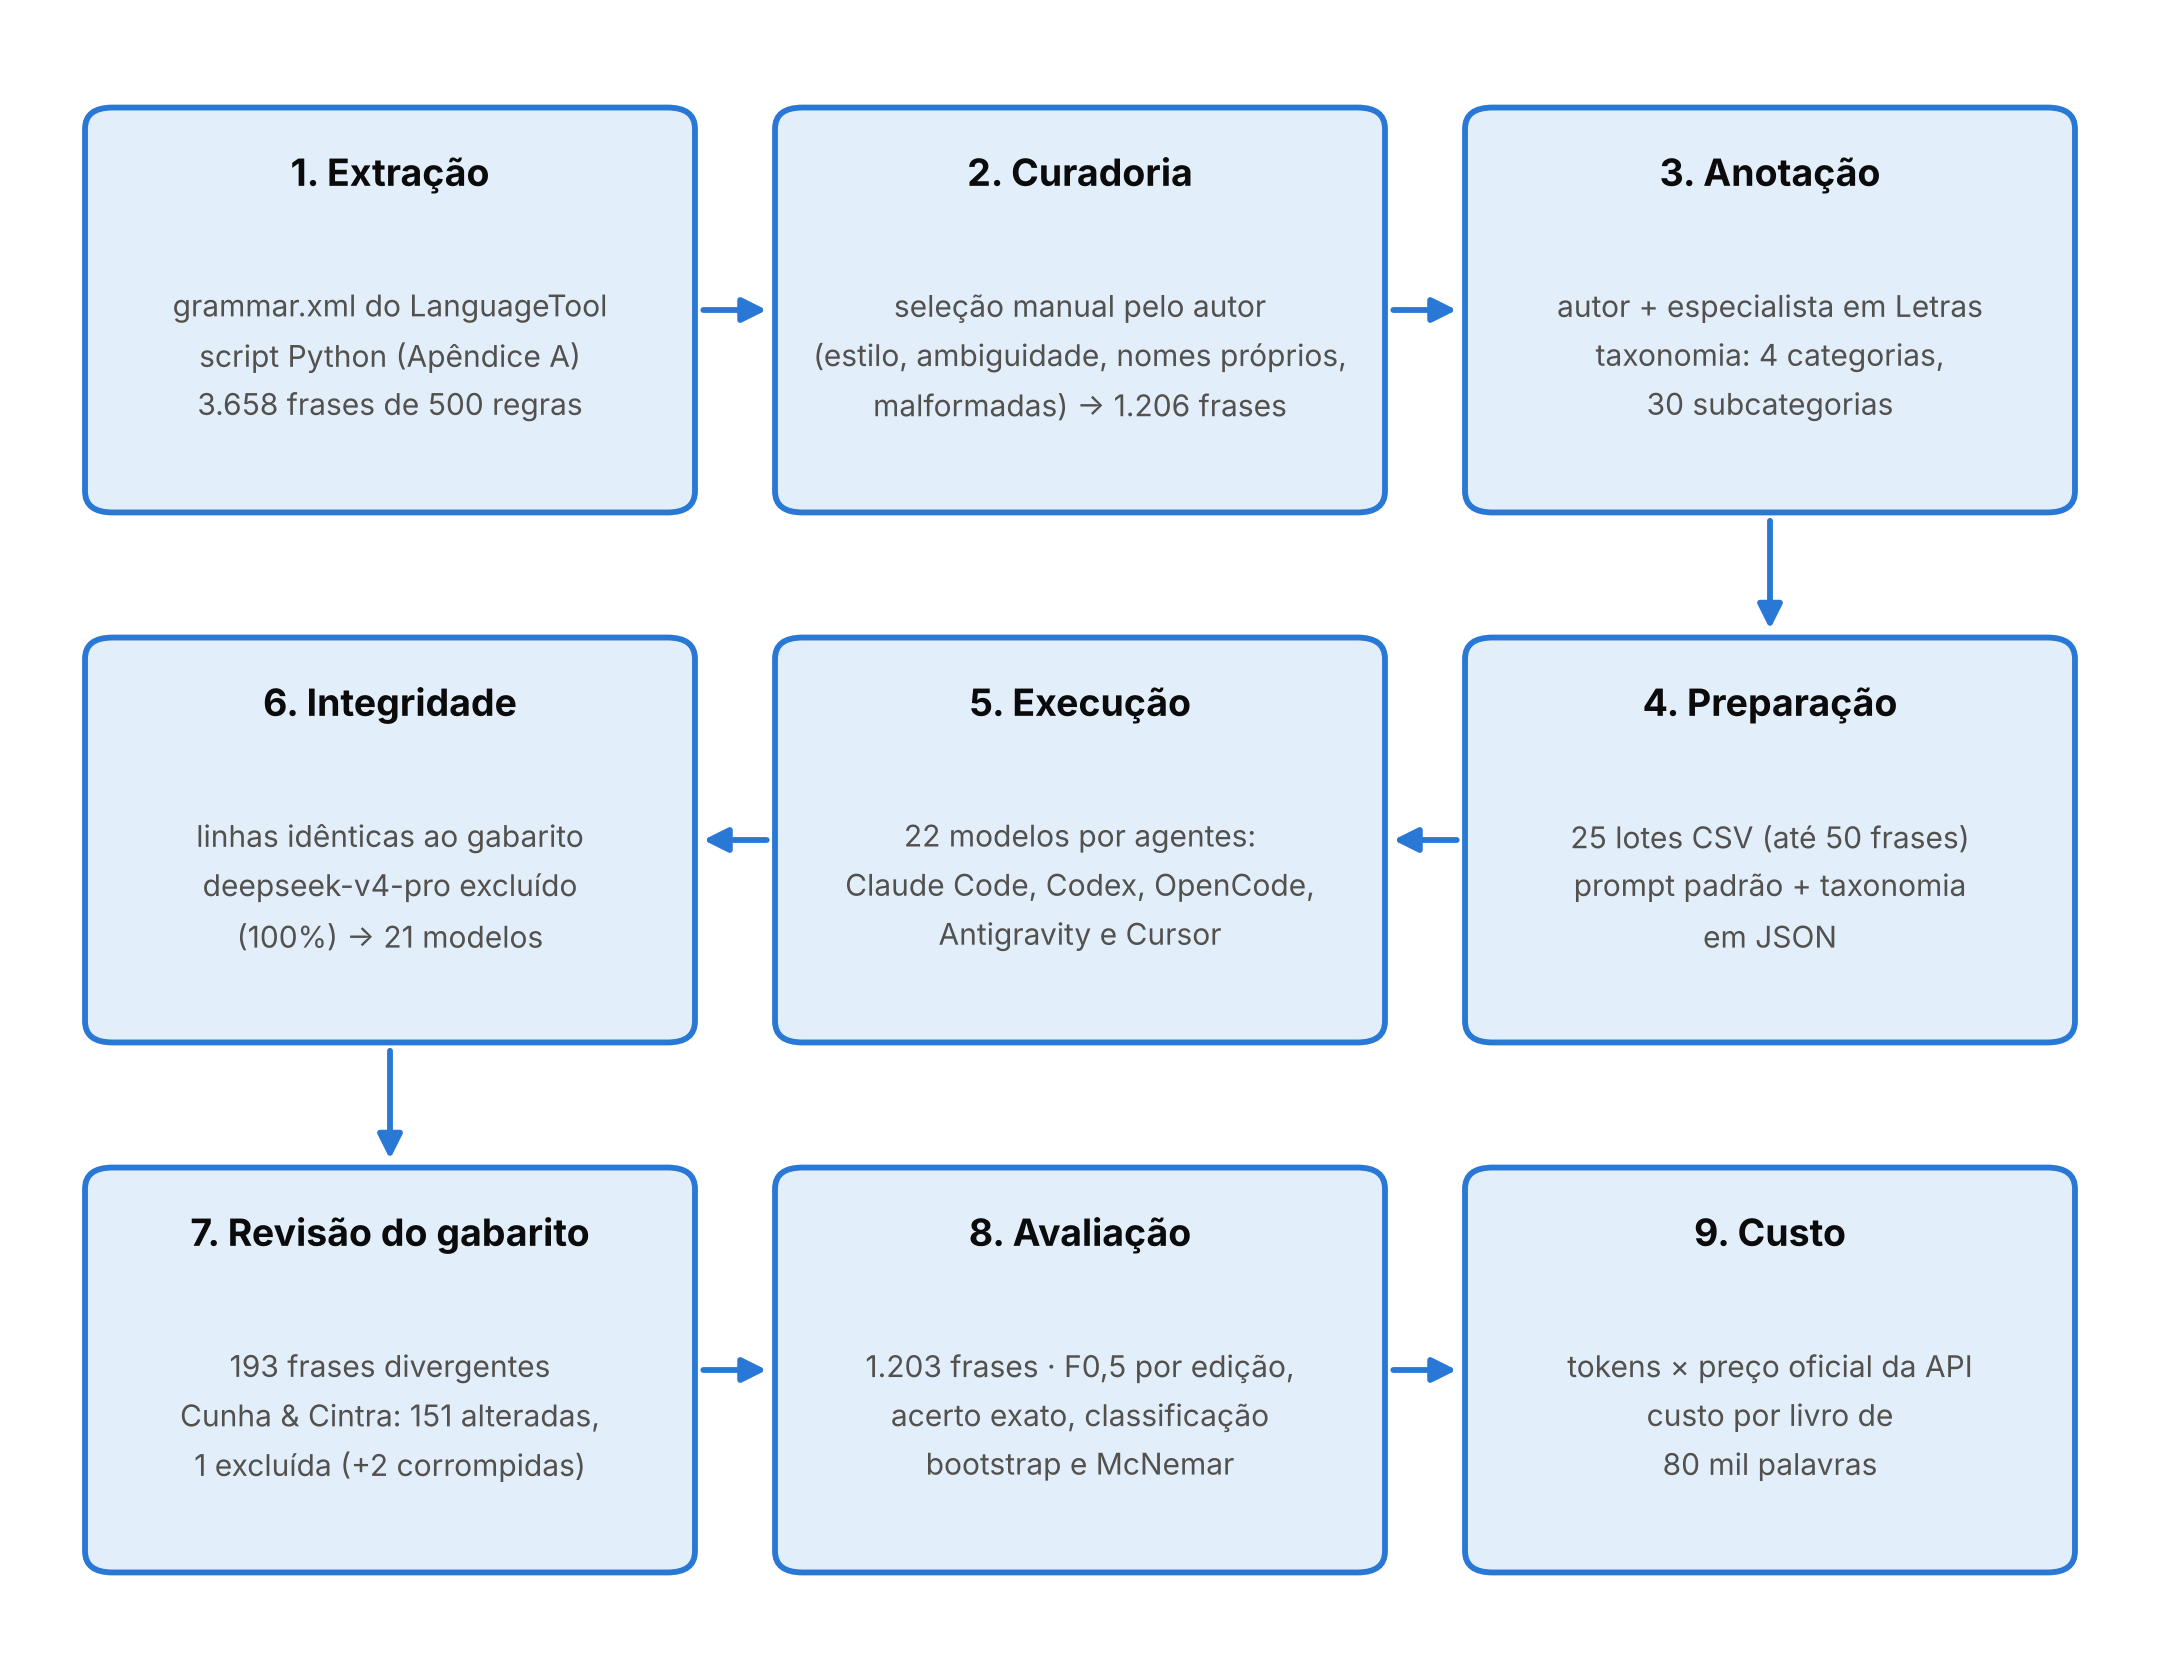 1. Extração
grammar.xml do LanguageTool
script Python (Apêndice A)
3.658 frases de 500 regras
2. Curadoria
seleção manual pelo autor
(estilo, ambiguidade, nomes próprios,
malformadas) → 1.206 frases
3. Anotação
autor + especialista em Letras
taxonomia: 4 categorias,
30 subcategorias
4. Preparação
25 lotes CSV (até 50 frases)
prompt padrão + taxonomia
em JSON
5. Execução
22 modelos por agentes:
Claude Code, Codex, OpenCode,
Antigravity e Cursor
6. Integridade
linhas idênticas ao gabarito
deepseek-v4-pro excluído
(100%) → 21 modelos
7. Revisão do gabarito
193 frases divergentes
Cunha & Cintra: 151 alteradas,
1 excluída (+2 corrompidas)
8. Avaliação
1.203 frases · F0,5 por edição,
acerto exato, classificação
bootstrap e McNemar
9. Custo
tokens × preço oficial da API
custo por livro de
80 mil palavras